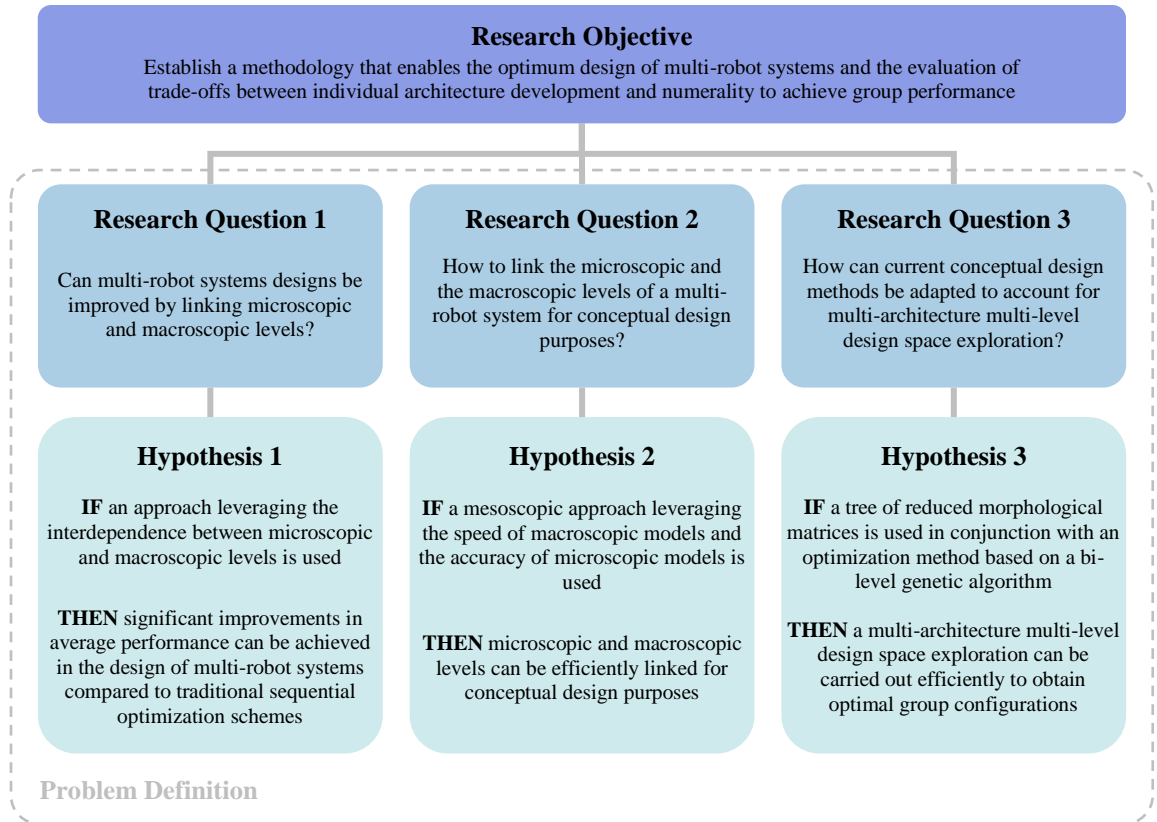 Research Objective
Establish a methodology that enables the optimum design of multi-robot systems and the evaluation of
trade-offs between individual architecture development and numerality to achieve group performance
Research Question 1
Can multi-robot systems designs be
improved by linking microscopic
and macroscopic levels?
Research Question 2
How to link the microscopic and
the macroscopic levels of a multi-
robot system for conceptual design
purposes?
Research Question 3
How can current conceptual design
methods be adapted to account for
multi-architecture multi-level
design space exploration?
Hypothesis 1
IF an approach leveraging the
interdependence between microscopic
and macroscopic levels is used
THEN significant improvements in
average performance can be achieved
in the design of multi-robot systems
compared to traditional sequential
optimization schemes
Hypothesis 2
IF a mesoscopic approach leveraging
the speed of macroscopic models and
the accuracy of microscopic models is
used
THEN microscopic and macroscopic
levels can be efficiently linked for
conceptual design purposes
Hypothesis 3
IF a tree of reduced morphological
matrices is used in conjunction with an
optimization method based on a bi-
level genetic algorithm
THEN a multi-architecture multi-level
design space exploration can be
carried out efficiently to obtain
optimal group configurations
Problem Definition